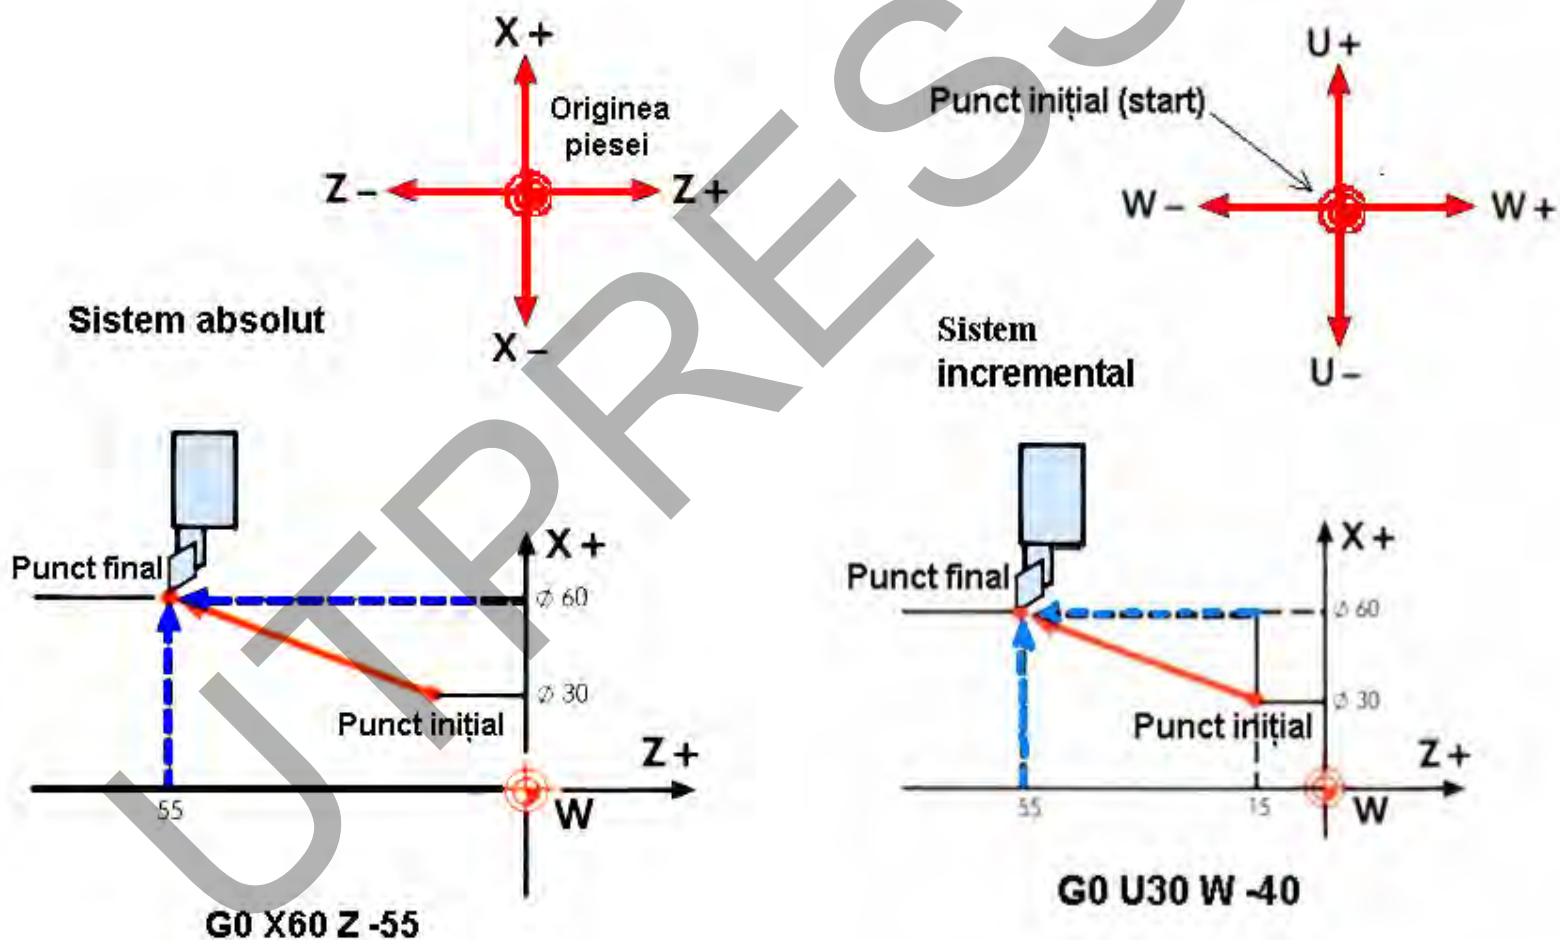 X +
Originea
piesei
Z –
Z +
X –
Sistem absolut
U +
Punct inițial (start)
W –
W +
U –
Sistem
incremental
Punct final
X +
∅ 60
∅ 30
Punct inițial
Z +
55
W
G0 X60 Z -55
Punct final
X +
∅ 60
∅ 30
Punct inițial
Z +
55
15
W
G0 U30 W -40
UTPRESS